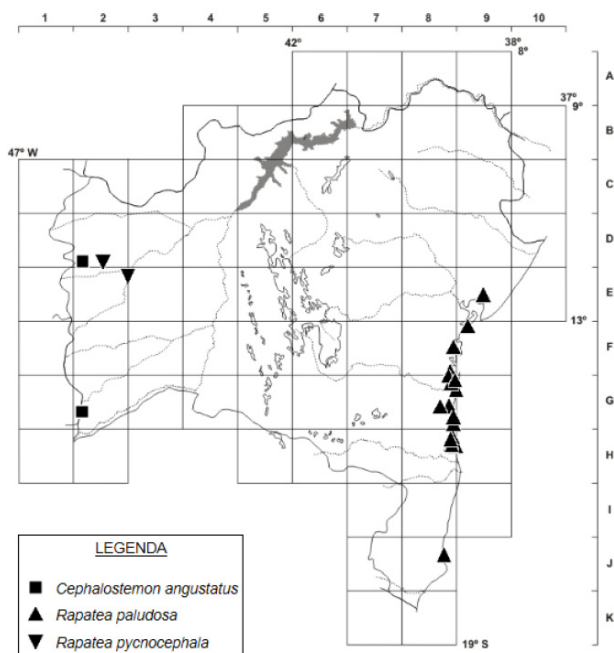 1 2 3 4 5 6 7 8 9 10
42° 38°
8°
A
37°
9°
B
47° W
C
D
E
13°
F
G
H
I
J
K
19° S
LEGENDA
Cephalostemon angustatus
Rapatea paludosa
Rapatea pycnocephala